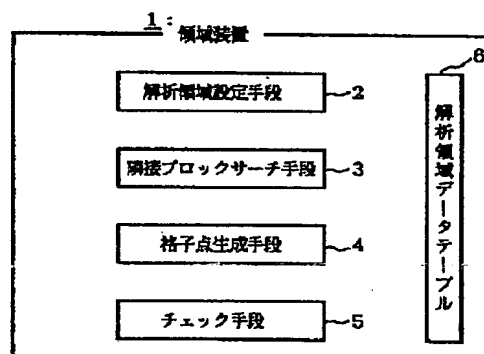 1：領域装置
6
解析領域設定手段 2
隣接ブロックサーチ手段 3
格子点生成手段 4
チェック手段 5
解析領域データテーブル